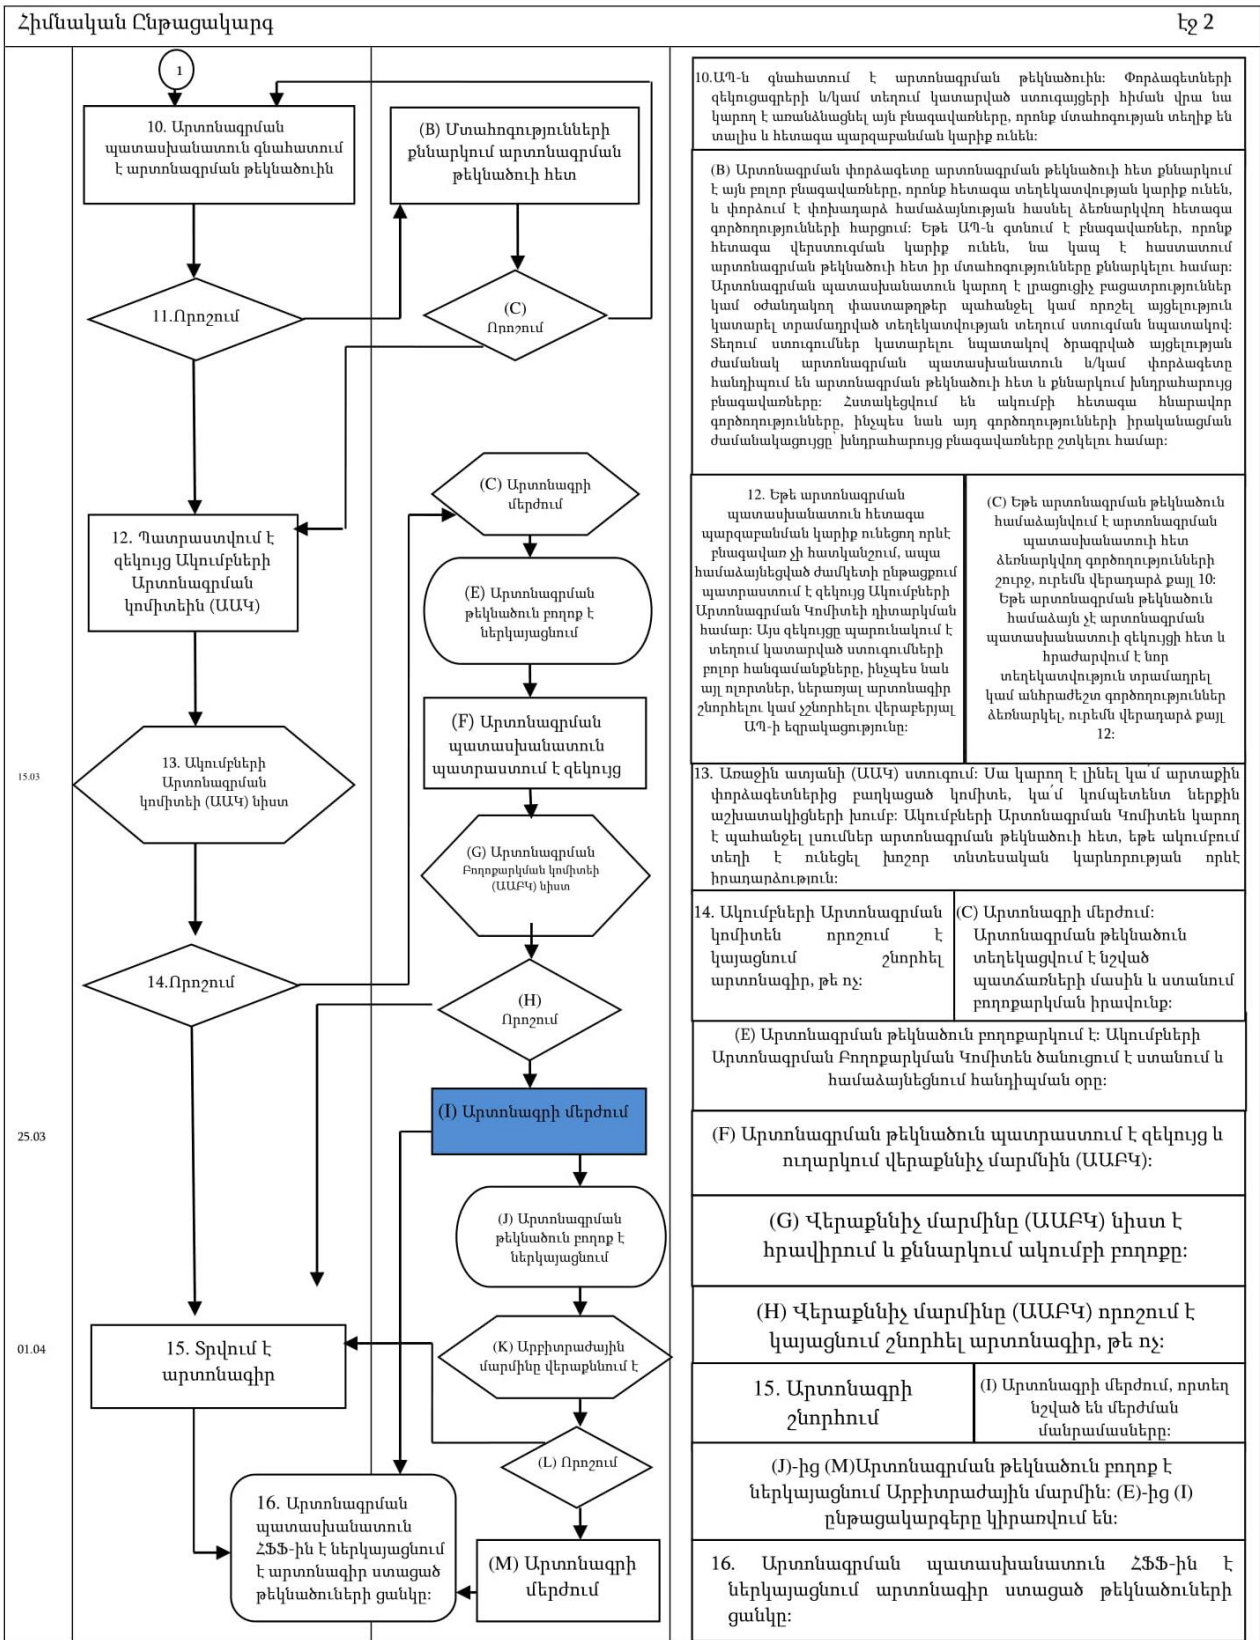 Հիմնական Ընթացակարգ
էջ 2
1
10. Արտոնագրման
պատասխանատուն գնահատում
է արտոնագրման թեկնածուին
(B) Մտահոգությունների
քննարկում արտոնագրման
թեկնածուի հետ
11.Որոշում
(C)
Որոշում
(C) Արտոնագրի
մերժում
12. Պատրաստվում է
զեկույց Ակումբների
Արտոնագրման
կոմիտեին (ԱԱԿ)
(E) Արտոնագրման
թեկնածուն բողոք է
ներկայացնում
(F) Արտոնագրման
պատասխանատուն
պատրաստում է զեկույց
15.03
13. Ակումբների
Արտոնագրման
կոմիտեի (ԱԱԿ) նիստ
(G) Արտոնագրման
Բողոքարկման կոմիտեի
(ԱԱԲԿ) նիստ
14.Որոշում
(H)
Որոշում
25.03
(I) Արտոնագրի մերժում
(J) Արտոնագրման
թեկնածուն բողոք է
ներկայացնում
01.04
15. Տրվում է
արտոնագիր
(K) Արբիտրաժային
մարմինը վերաքննում է
(L) Որոշում
16. Արտոնագրման
պատասխանատուն
ՀՖՖ-ին է ներկայացնում
է արտոնագիր ստացած
թեկնածուների ցանկը:
(M) Արտոնագրի
մերժում
10.ԱՊ-ն գնահատում է արտոնագրման թեկնածուին: Փորձագետների
զեկուցագրերի և/կամ տեղում կատարված ստուգայցերի հիման վրա նա
կարող է առանձնացնել այն բնագավառները, որոնք մտահոգության տեղիք են
տալիս և հետագա պարզաբանման կարիք ունեն:
(B) Արտոնագրման փորձագետը արտոնագրման թեկնածուի հետ քննարկում
է այն բոլոր բնագավառները, որոնք հետագա տեղեկատվության կարիք ունեն,
և փորձում է փոխադարձ համաձայնության հասնել ձեռնարկվող հետագա
գործողությունների հարցում: Եթե ԱՊ-ն գտնում է բնագավառներ, որոնք
հետագա վերստուգման կարիք ունեն, նա կապ է հաստատում
արտոնագրման թեկնածուի հետ իր մտահոգությունները քննարկելու համար:
Արտոնագրման պատասխանատուն կարող է լրացուցիչ բացատրություններ
կամ օժանդակող փաստաթղթեր պահանջել կամ որոշել այցելություն
կատարել տրամադրված տեղեկատվության տեղում ստուգման նպատակով:
Տեղում ստուգումներ կատարելու նպատակով ծրագրված այցելության
ժամանակ արտոնագրման պատասխանատուն և/կամ փորձագետը
հանդիպում են արտոնագրման թեկնածուի հետ և քննարկում խնդրահարույց
բնագավառները: Հստակեցվում են ակումբի հետագա հնարավոր
գործողությունները, ինչպես նաև այդ գործողությունների իրականացման
ժամանակացույցը՝ խնդրահարույց բնագավառները շտկելու համար:
12. Եթե արտոնագրման
պատասխանատուն հետագա
պարզաբանման կարիք ունեցող որևէ
բնագավառ չի հատկանշում, ապա
համաձայնեցված ժամկետի ընթացքում
պատրաստում է զեկույց Ակումբների
Արտոնագրման Կոմիտեի դիտարկման
համար: Այս զեկույցը պարունակում է
տեղում կատարված ստուգումների
բոլոր հանգամանքները, ինչպես նաև
այլ ոլորտներ, ներառյալ արտոնագիր
շնորհելու կամ չշնորհելու վերաբերյալ
ԱՊ-ի եզրակացությունը:
(C) Եթե արտոնագրման թեկնածուն
համաձայնվում է արտոնագրման
պատասխանատուի հետ
ձեռնարկվող գործողությունների
շուրջ, ուրեմն վերադարձ քայլ 10:
Եթե արտոնագրման թեկնածուն
համաձայն չէ արտոնագրման
պատասխանատուի զեկույցի հետ և
հրաժարվում է նոր
տեղեկատվություն տրամադրել
կամ անհրաժեշտ գործողություններ
ձեռնարկել, ուրեմն վերադարձ քայլ
12:
13. Առաջին ատյանի (ԱԱԿ) ստուգում: Սա կարող է լինել կա՛մ արտաքին
փորձագետներից բաղկացած կոմիտե, կա՛մ կոմպետենտ ներքին
աշխատակիցների խումբ: Ակումբների Արտոնագրման Կոմիտեն կարող
է պահանջել լսումներ արտոնագրման թեկնածուի հետ, եթե ակումբում
տեղի է ունեցել խոշոր տնտեսական կարևորության որևէ
իրադարձություն:
14. Ակումբների Արտոնագրման
կոմիտեն որոշում է
կայացնում շնորհել
արտոնագիր, թե ոչ:
(C) Արտոնագրի մերժում:
Արտոնագրման թեկնածուն
տեղեկացվում է նշված
պատճառների մասին և ստանում
բողոքարկման իրավունք:
(E) Արտոնագրման թեկնածուն բողոքարկում է: Ակումբների
Արտոնագրման Բողոքարկման Կոմիտեն ծանուցում է ստանում և
համաձայնեցնում հանդիպման օրը:
(F) Արտոնագրման թեկնածուն պատրաստում է զեկույց և
ուղարկում վերաքննիչ մարմնին (ԱԱԲԿ):
(G) Վերաքննիչ մարմինը (ԱԱԲԿ) նիստ է
հրավիրում և քննարկում ակումբի բողոքը:
(H) Վերաքննիչ մարմինը (ԱԱԲԿ) որոշում է
կայացնում շնորհել արտոնագիր, թե ոչ:
15. Արտոնագրի
շնորհում
(I) Արտոնագրի մերժում, որտեղ
նշված են մերժման
մանրամասները:
(J)-ից (M)Արտոնագրման թեկնածուն բողոք է
ներկայացնում Արբիտրաժային մարմին: (E)-ից (I)
ընթացակարգերը կիրառվում են:
16. Արտոնագրման պատասխանատուն ՀՖՖ-ին է
ներկայացնում արտոնագիր ստացած թեկնածուների
ցանկը: